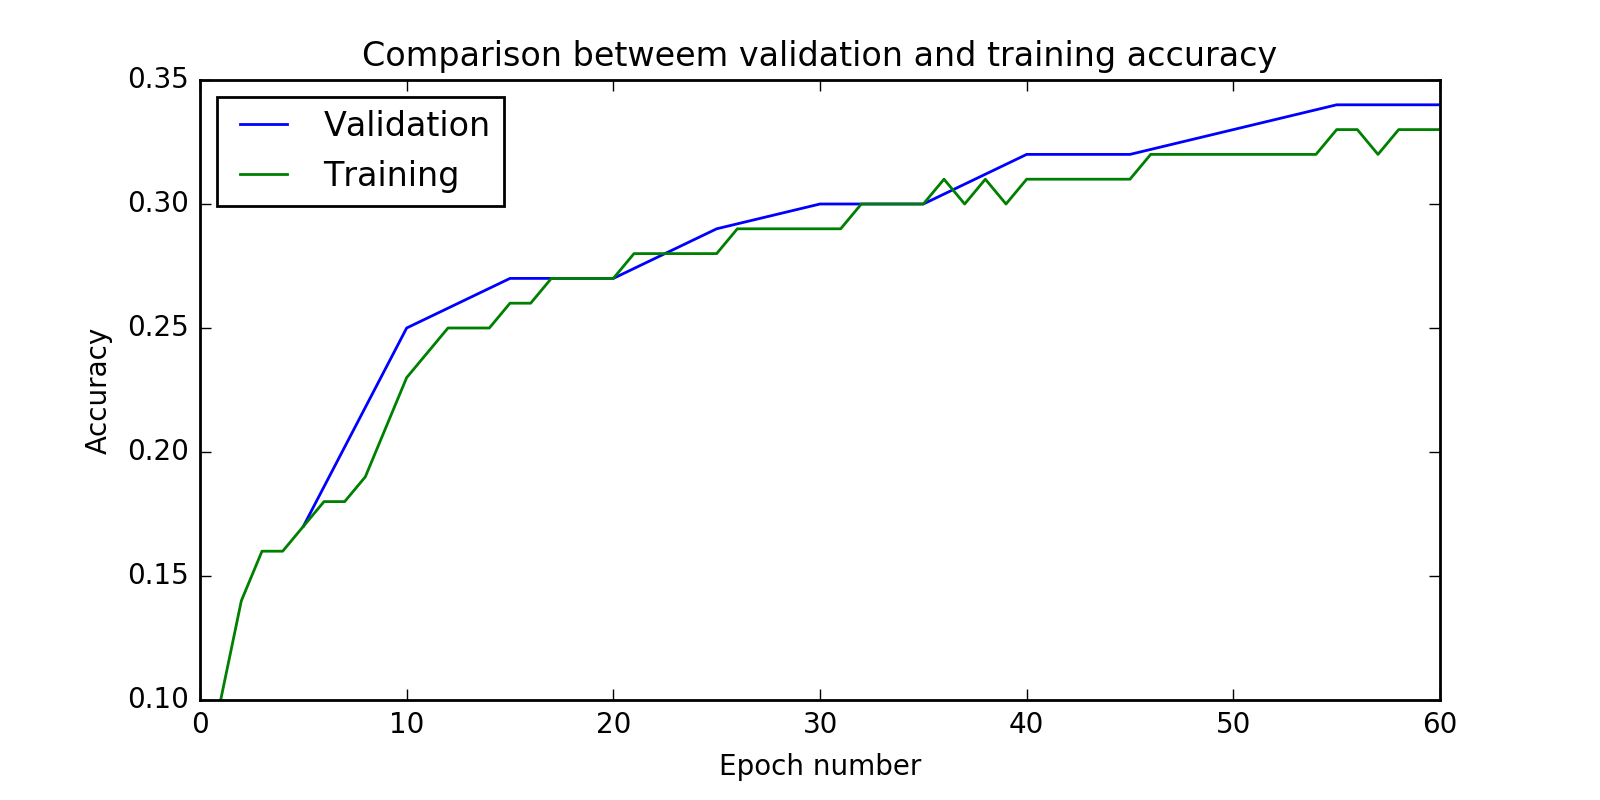 Comparison betweem validation and training accuracy
0.35
Validation
Training
0.30
0.25
0.20
0.15
0.10
Accuracy
0 10 20 30 40 50 60
Epoch number